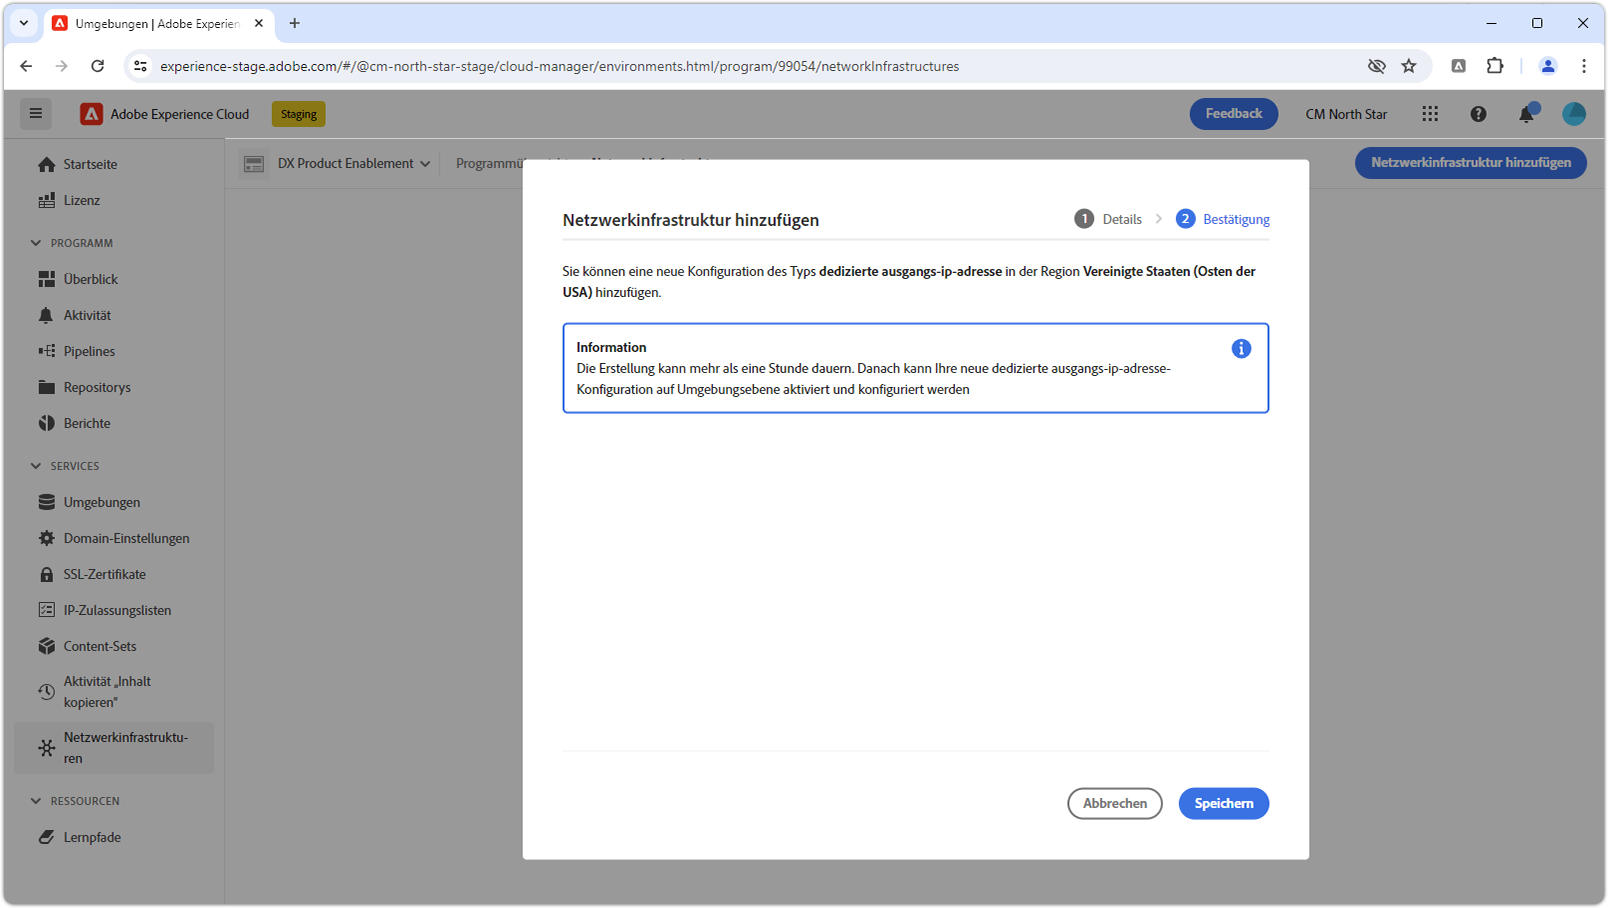 Umgebungen | Adobe Experien
experience-stage.adobe.com/#/@cm-north-star-stage/cloud-manager/environments.html/program/99054/networkInfrastructures
Adobe Experience Cloud
Staging
Feedback
CM North Star
DX Product Enablement
Netzwerkinfrastruktur hinzufügen
Startseite
Lizenz
PROGRAMM
Überblick
Aktivität
Pipelines
Repositorys
Berichte
SERVICES
Umgebungen
Domain-Einstellungen
SSL-Zertifikate
IP-Zulassungslisten
Content-Sets
Aktivität „Inhalt
kopieren“
Netzwerkinfrastruktu-
ren
RESSOURCEN
Lernpfade
Netzwerkinfrastruktur hinzufügen
1 Details
2 Bestätigung
Sie können eine neue Konfiguration des Typs dedizierte ausgangs-ip-adresse in der Region Vereinigte Staaten (Osten der
USA) hinzufügen.
Information
Die Erstellung kann mehr als eine Stunde dauern. Danach kann Ihre neue dedizierte ausgangs-ip-adresse-
Konfiguration auf Umgebungsebene aktiviert und konfiguriert werden
Abbrechen
Speichern